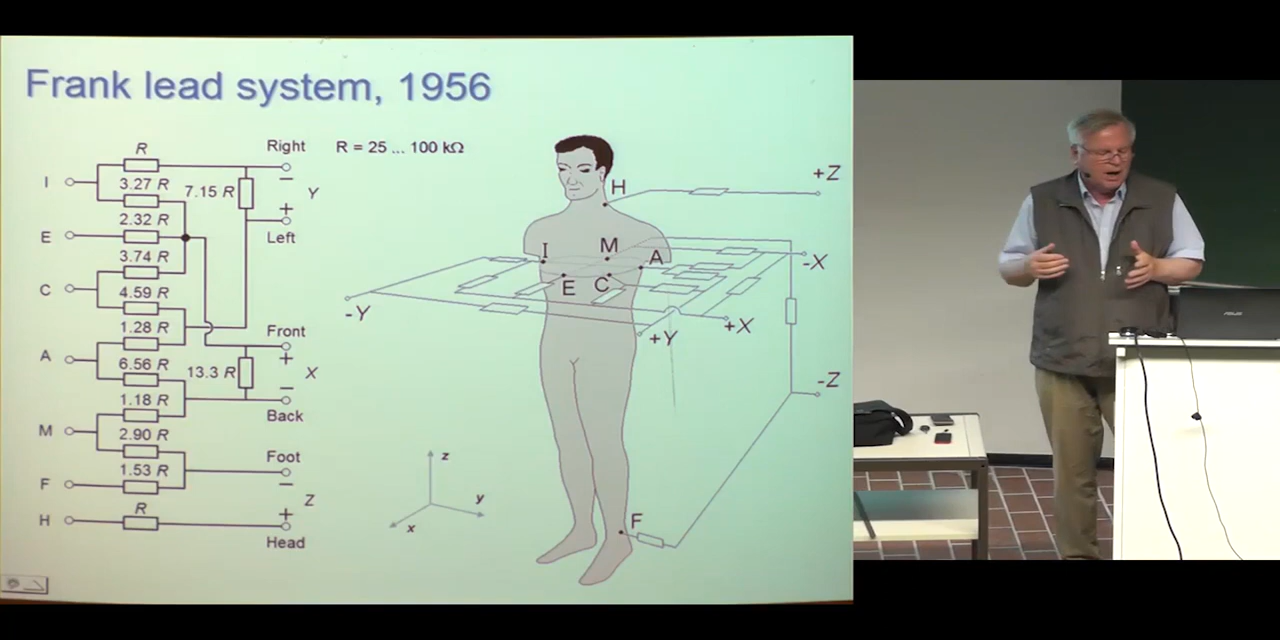 Frank lead system, 1956
R = 25 ... 100 kΩ
Right
R
I
3.27 R
7.15 R
−
Y
+
2.32 R
E
Left
3.74 R
C
4.59 R
1.28 R
Front
+
A
6.56 R
13.3 R
X
−
1.18 R
Back
M
2.90 R
Foot
1.53 R
−
F
Z
R
+
H
Head
H
+Z
I
M
A
-X
E
C
-Y
+X
+Y
-Z
z
y
x
F
ASUS